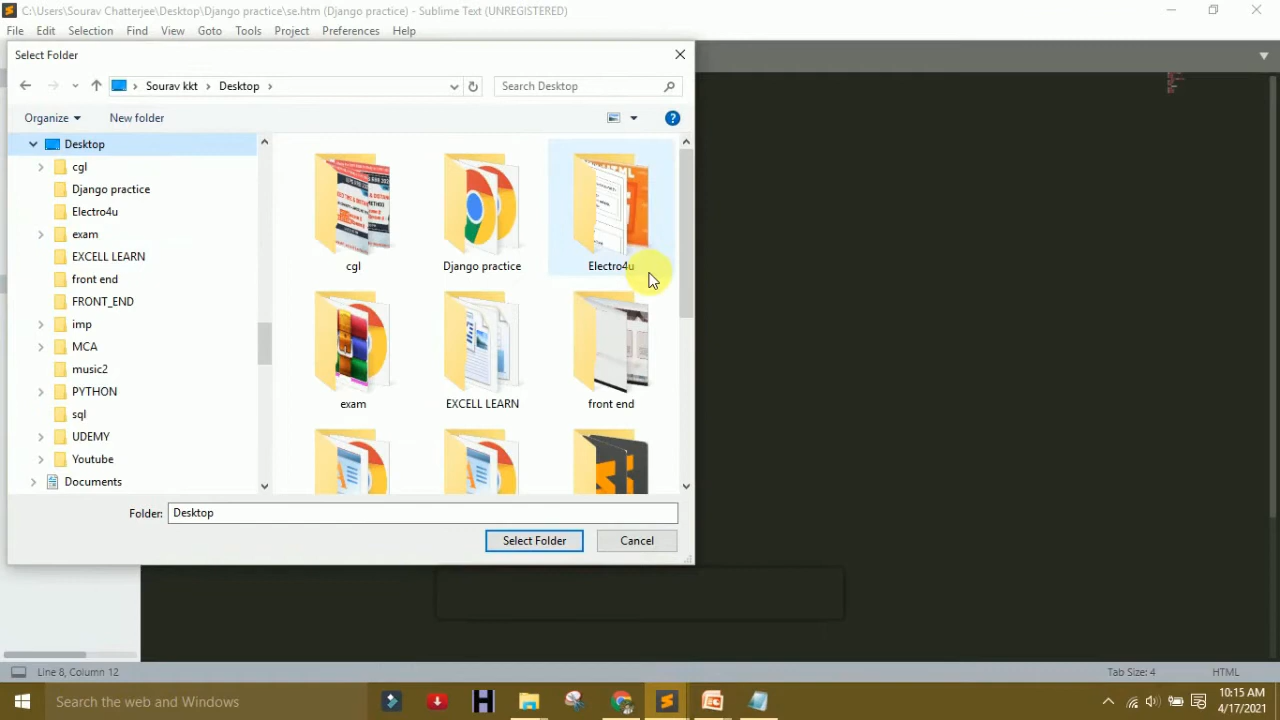 C:\Users\Sourav Chatterjee\Desktop\Django practice\se.htm (Django practice) - Sublime Text (UNREGISTERED)
File Edit Selection Find View Goto Tools Project Preferences Help
Select Folder
Sourav kkt Desktop Search Desktop
Organize New folder
Desktop
cgl
Django practice
Electro4u
exam
EXCELL LEARN
front end
FRONT_END
imp
MCA
music2
PYTHON
sql
UDEMY
Youtube
Documents
cgl Django practice Electro4u
exam EXCELL LEARN front end
Folder: Desktop
Select Folder Cancel
Line 8, Column 12 Tab Size: 4 HTML
Search the web and Windows
10:15 AM
4/17/2021